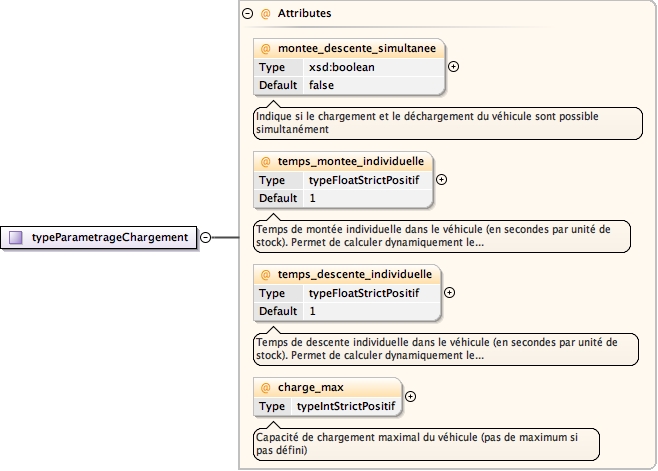 Attributes
@ montee_descente_simultanee
Type xsd:boolean
Default false
Indique si le chargement et le déchargement du véhicule sont possible
simultanément
@ temps_montee_individuelle
Type typeFloatStrictPositif
Default 1
Temps de montée individuelle dans le véhicule (en secondes par unité de
stock). Permet de calculer dynamiquement le...
typeParametrageChargement
@ temps_descente_individuelle
Type typeFloatStrictPositif
Default 1
Temps de descente individuelle dans le véhicule (en secondes par unité de
stock). Permet de calculer dynamiquement le...
@ charge_max
Type typeIntStrictPositif
Capacité de chargement maximal du véhicule (pas de maximum si
pas défini)